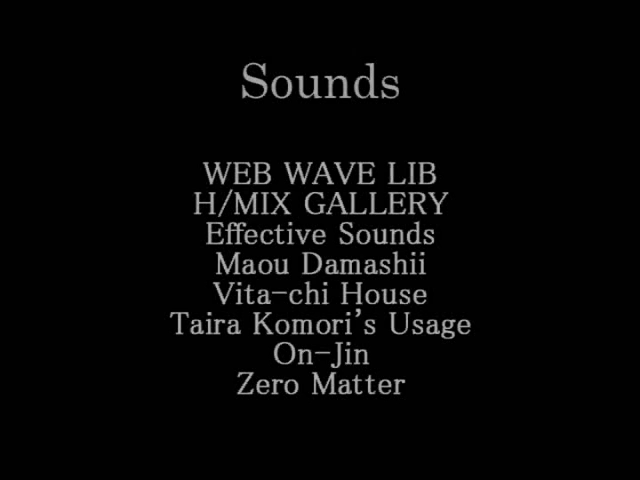 Sounds
WEB WAVE LIB
H/MIX GALLERY
Effective Sounds
Maou Damashii
Vita-chi House
Taira Komori's Usage
On-Jin
Zero Matter